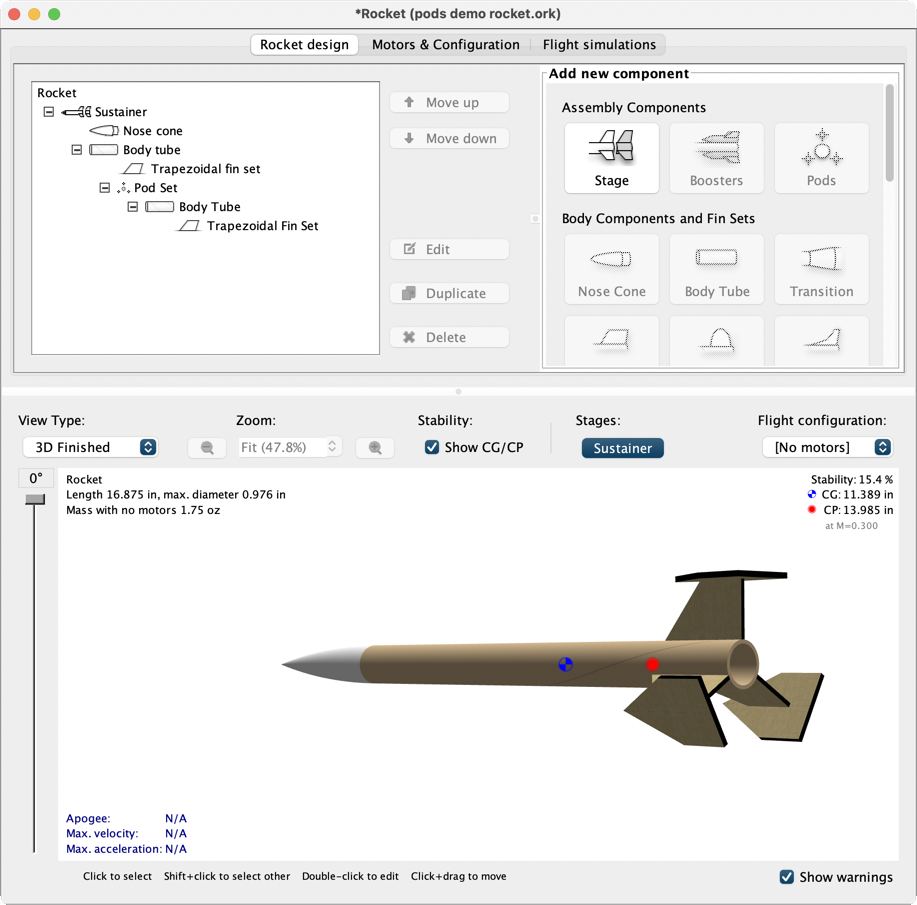 *Rocket (pods demo rocket.ork)
Rocket design Motors & Configuration Flight simulations
Rocket
Sustainer
Nose cone
Body tube
Trapezoidal fin set
Pod Set
Body Tube
Trapezoidal Fin Set
Move up
Move down
Edit
Duplicate
Delete
Add new component
Assembly Components
Stage Boosters Pods
Body Components and Fin Sets
Nose Cone Body Tube Transition
View Type: Zoom: Stability: Stages: Flight configuration:
3D Finished Fit (47.8%) Show CG/CP Sustainer [No motors]
0°
Rocket
Length 16.875 in, max. diameter 0.976 in
Mass with no motors 1.75 oz
Stability: 15.4 %
CG: 11.389 in
CP: 13.985 in
at M=0.300
Apogee: N/A
Max. velocity: N/A
Max. acceleration: N/A
Click to select Shift+click to select other Double-click to edit Click+drag to move
Show warnings